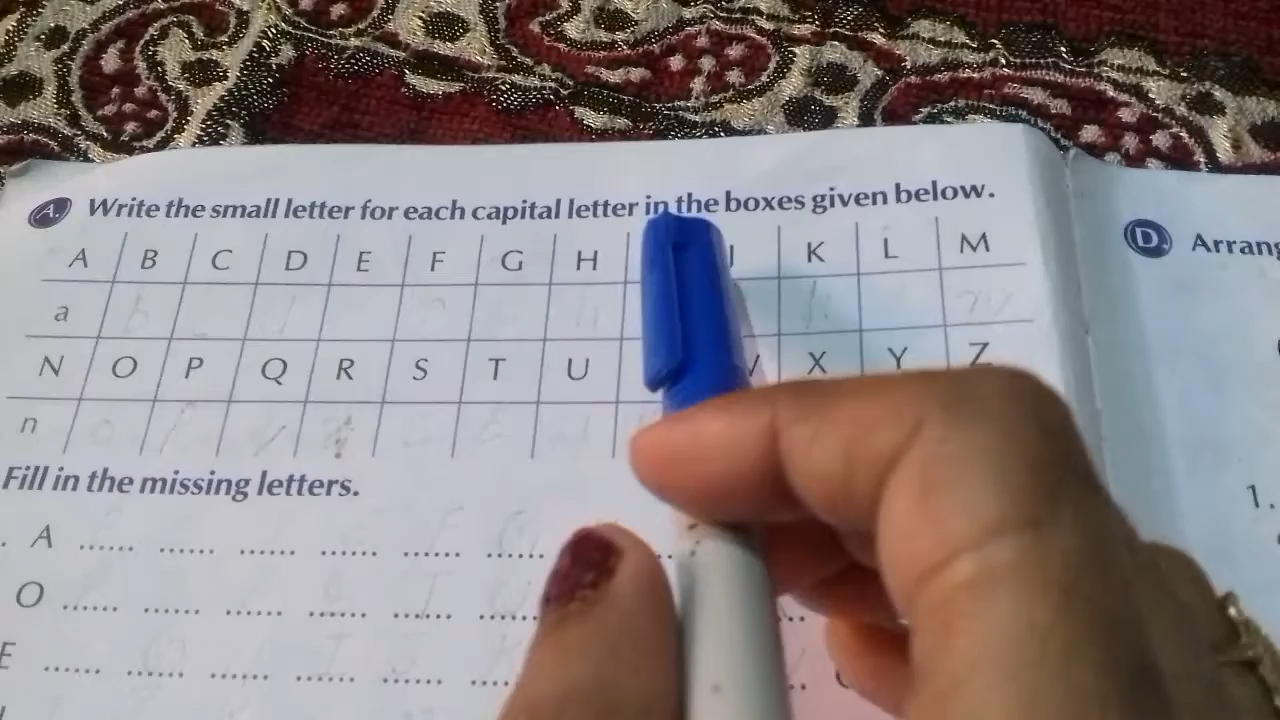 A. Write the small letter for each capital letter in the boxes given below.
A B C D E F G H J K L M
a
N O P Q R S T U X Y Z
n
Fill in the missing letters.
A ...... ...... ...... ...... ...... ......
O ...... ...... ...... ...... ...... ......
E ...... ...... ...... ...... ...... ......
D. Arrang
1.